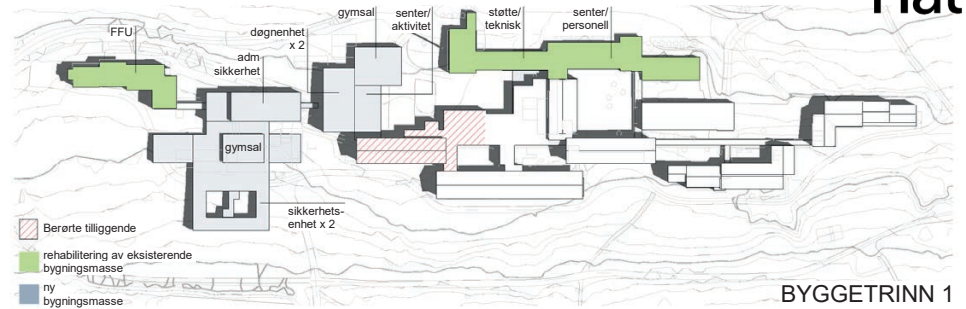 gymsal
senter/
aktivitet
støtte/
teknisk
senter/
personell
FFU
døgnenhet
x 2
adm
sikkerhet
gymsal
sikkerhets-
enhet x 2
Berørte tilliggende
rehabilitering av eksisterende
bygningsmasse
ny
bygningsmasse
BYGGETRINN 1